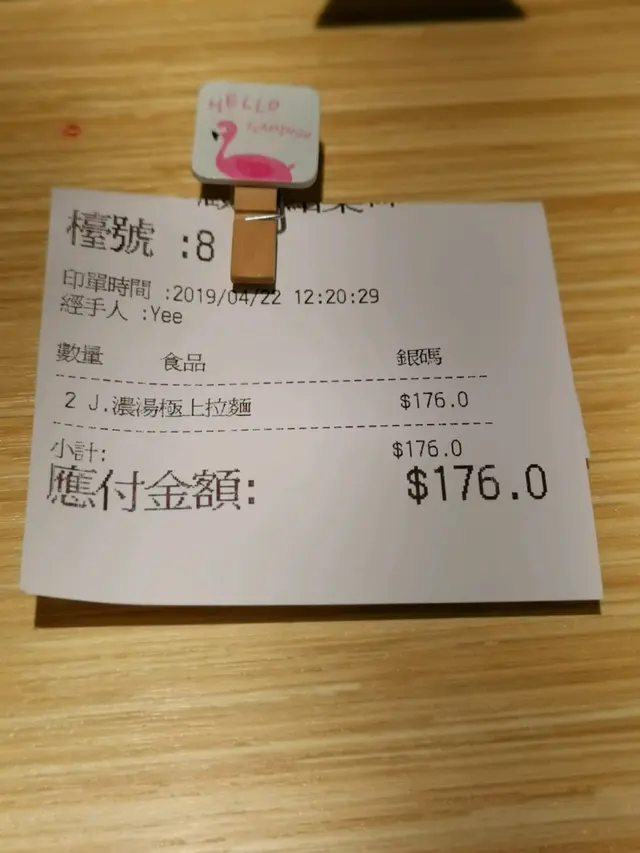 HELLO
FLAMINGO
檯號 :8
印單時間 :2019/04/22 12:20:29
經手人 :Yee
數量 食品 銀碼
2 J.濃湯極上拉麵 $176.0
小計: $176.0
應付金額: $176.0